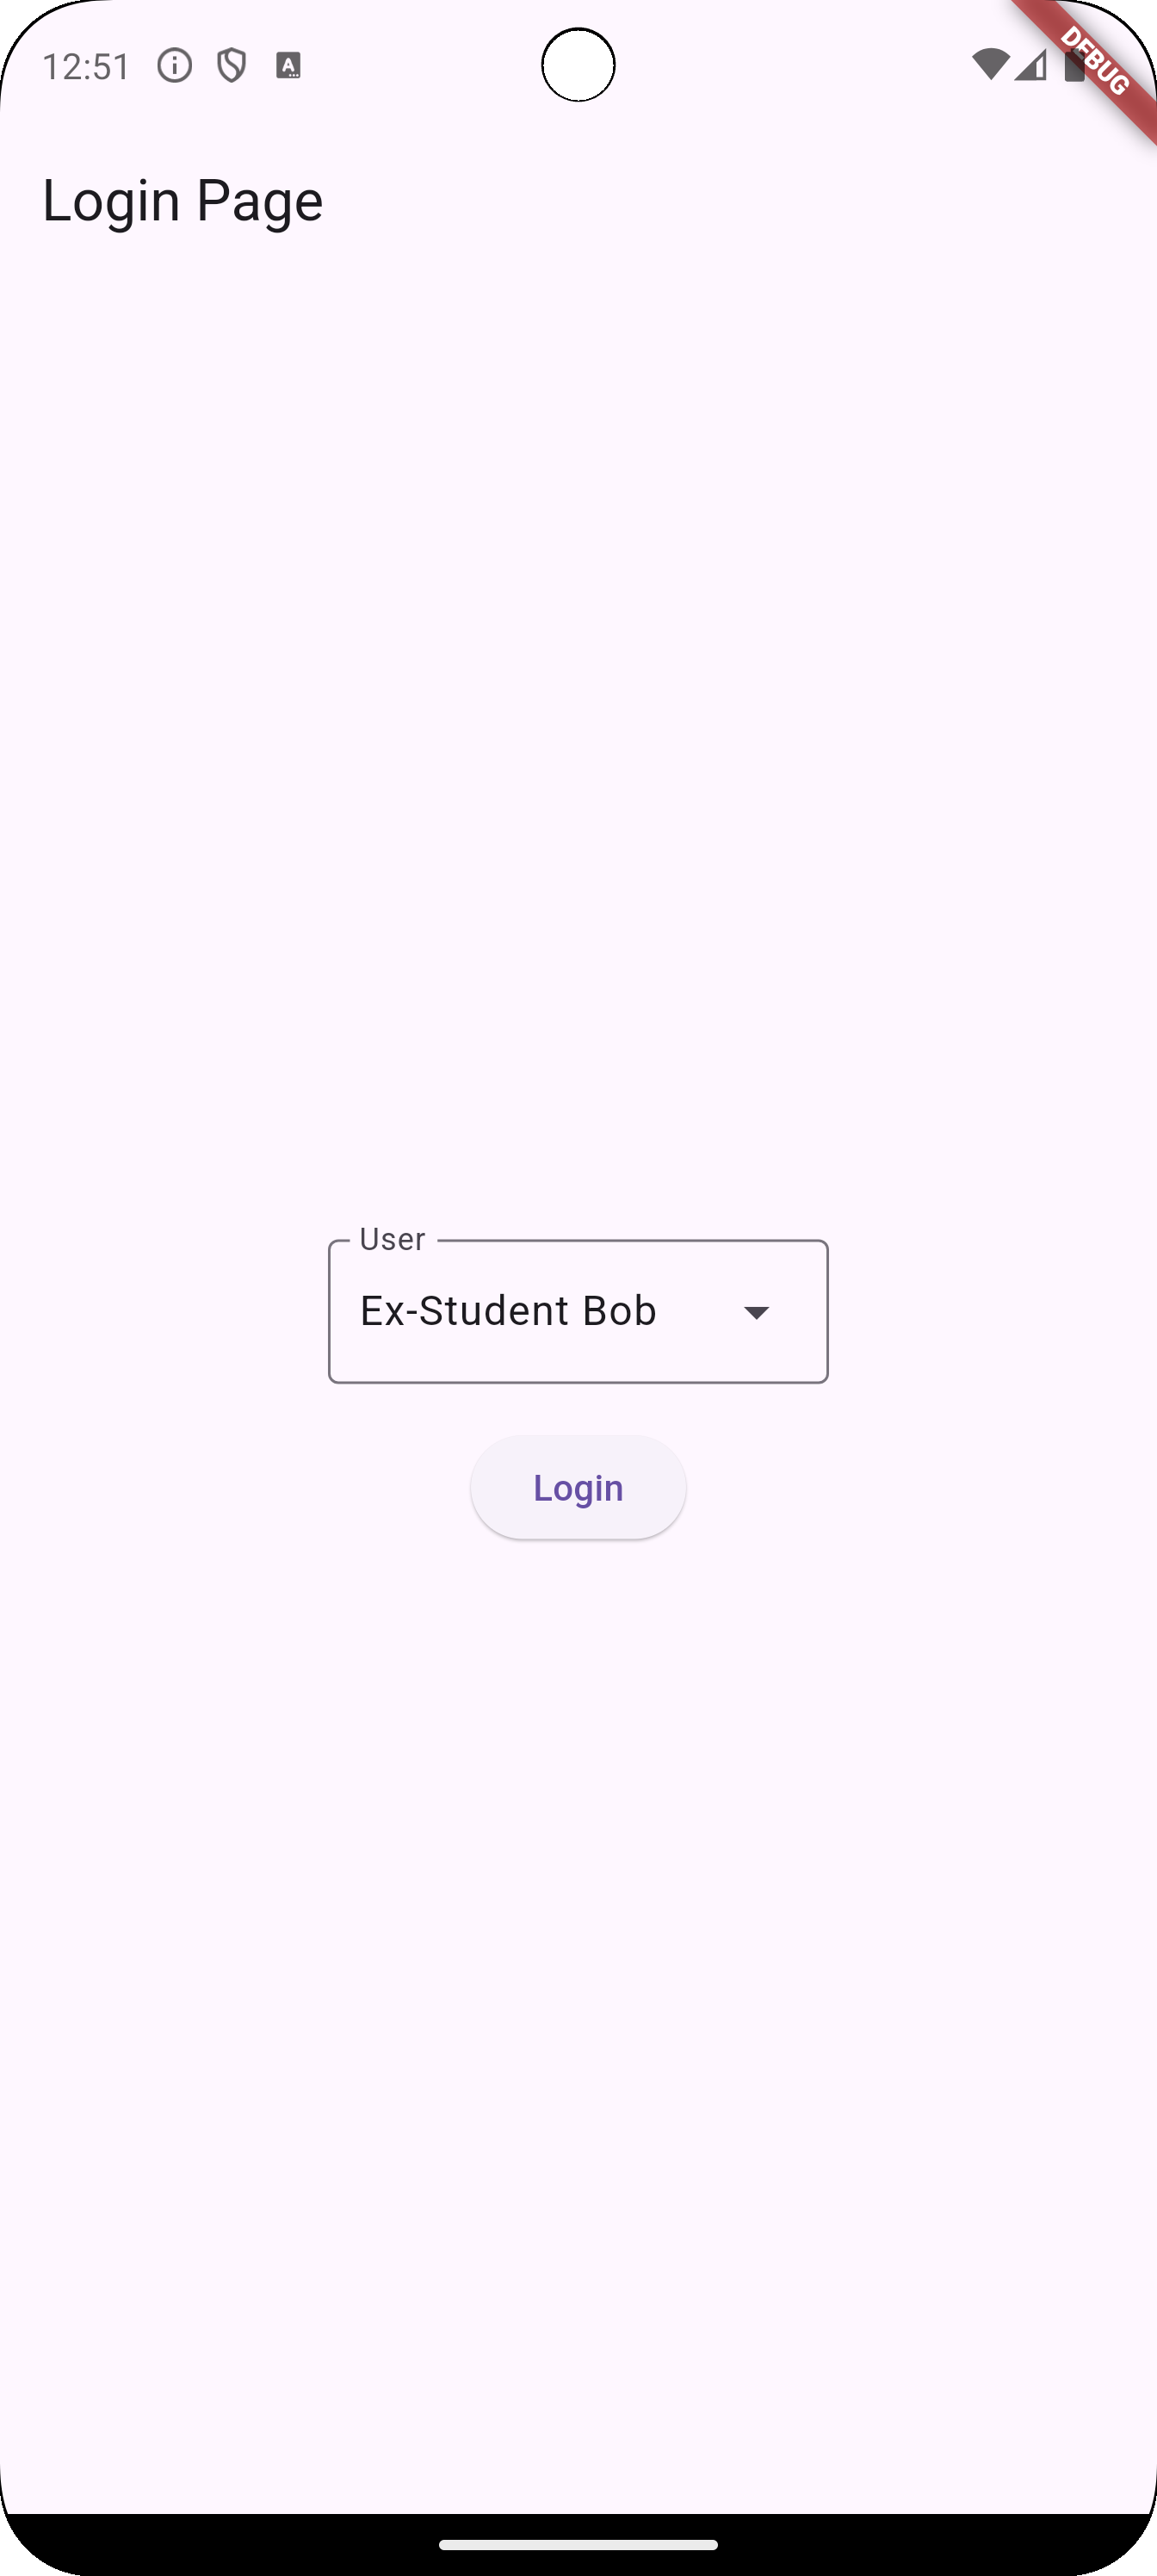 12:51
DEBUG
Login Page
User
Ex-Student Bob
Login